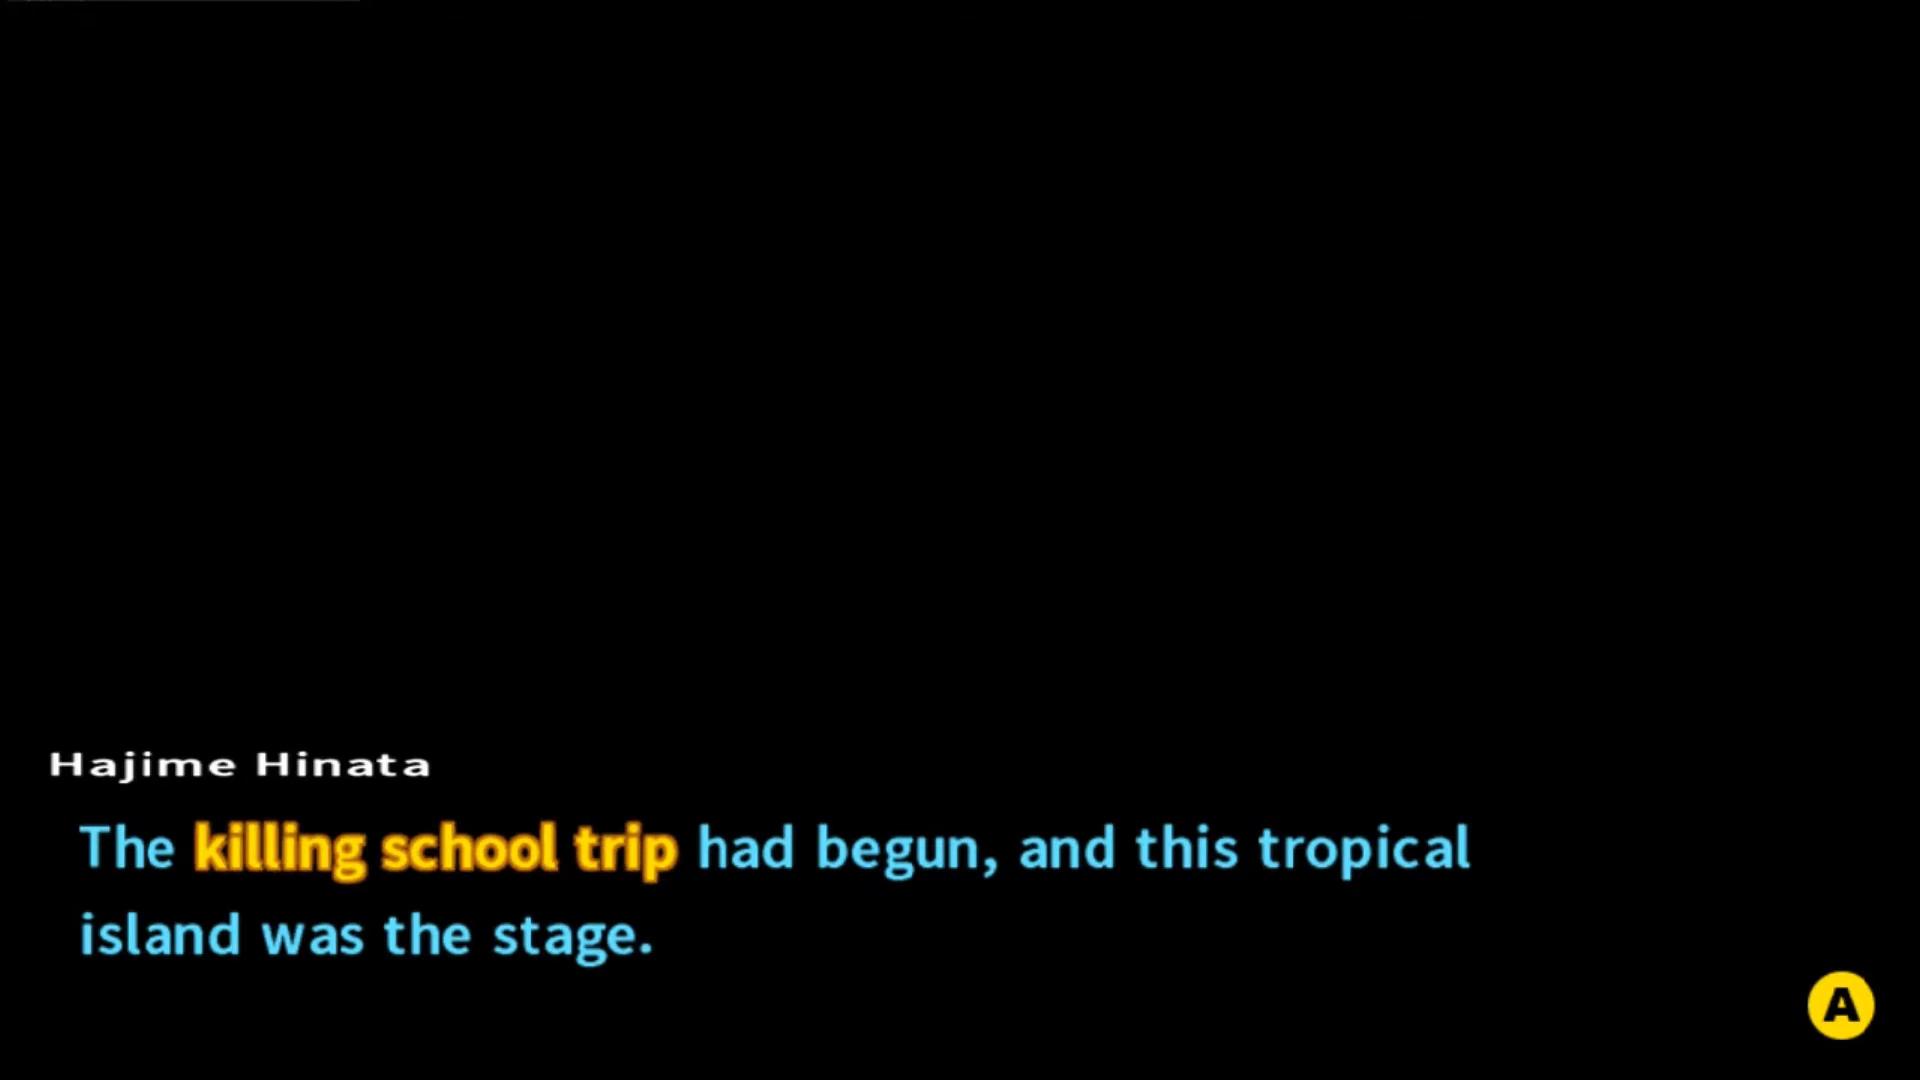 Hajime Hinata
The killing school trip had begun, and this tropical
island was the stage.
A